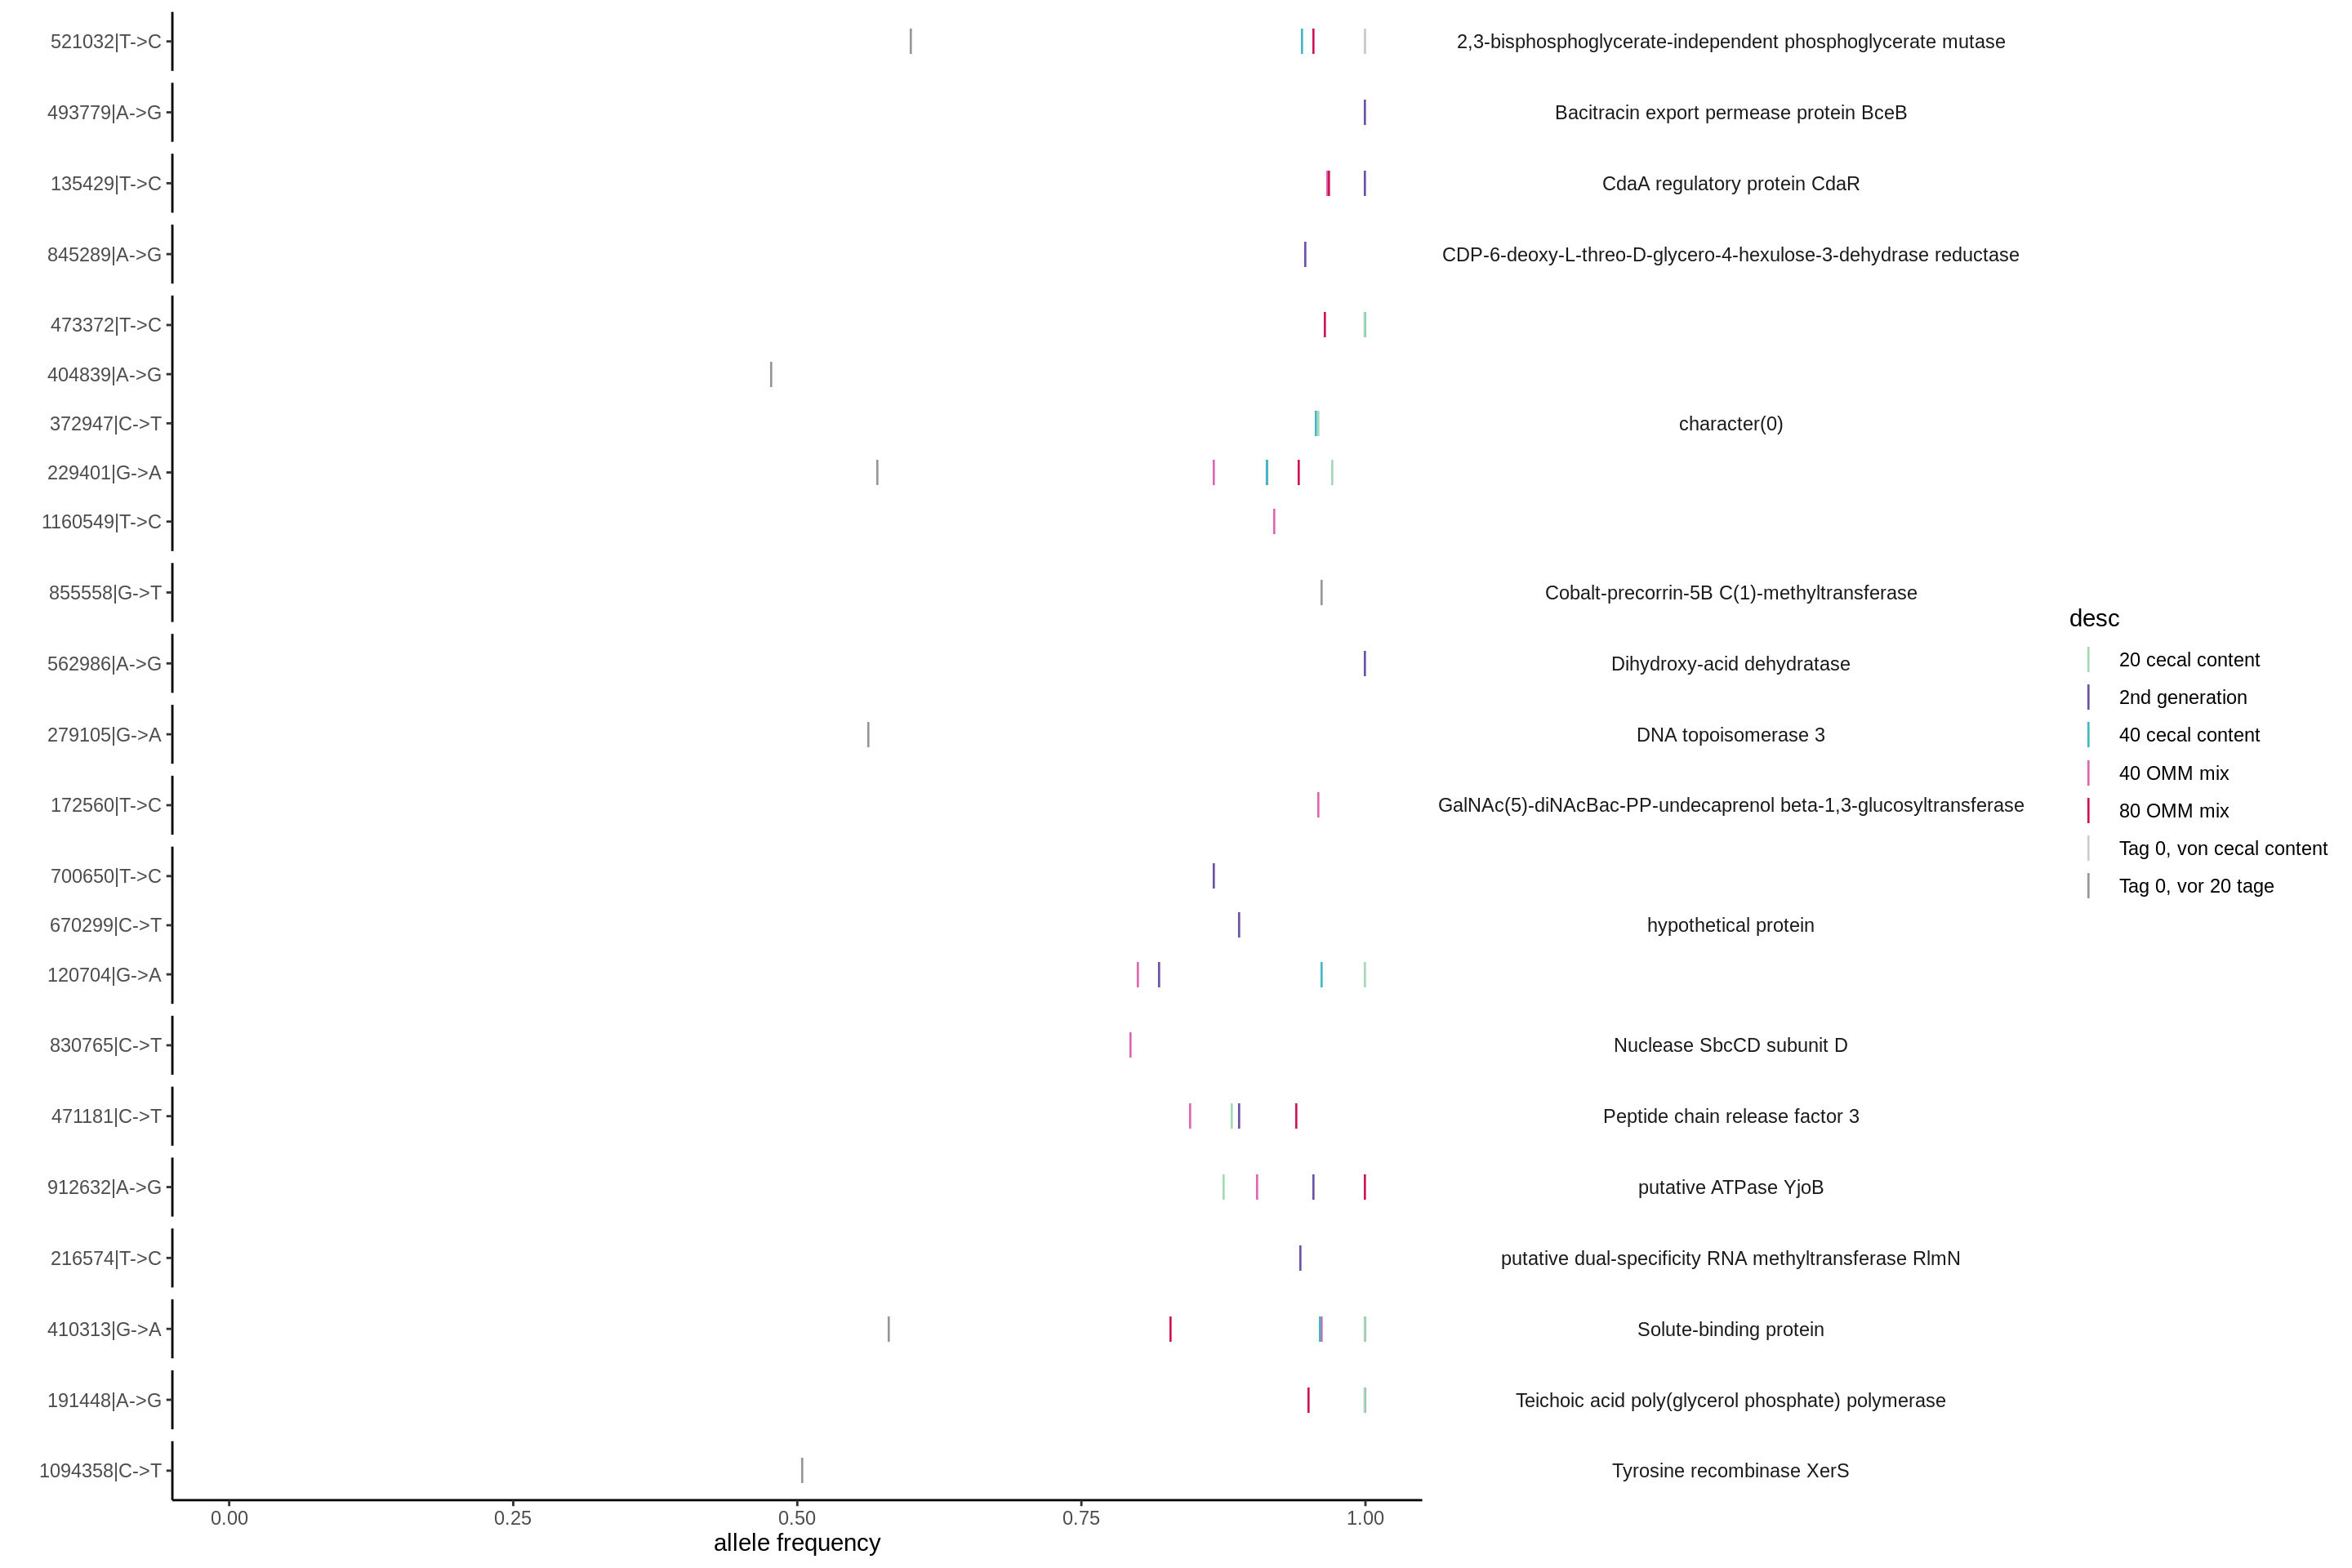 521032|T->C 2,3-bisphosphoglycerate-independent phosphoglycerate mutase
493779|A->G Bacitracin export permease protein BceB
135429|T->C CdaA regulatory protein CdaR
845289|A->G CDP-6-deoxy-L-threo-D-glycero-4-hexulose-3-dehydrase reductase
473372|T->C
404839|A->G
372947|C->T character(0)
229401|G->A
1160549|T->C
855558|G->T Cobalt-precorrin-5B C(1)-methyltransferase
562986|A->G Dihydroxy-acid dehydratase
279105|G->A DNA topoisomerase 3
172560|T->C GalNAc(5)-diNAcBac-PP-undecaprenol beta-1,3-glucosyltransferase
700650|T->C
670299|C->T hypothetical protein
120704|G->A
830765|C->T Nuclease SbcCD subunit D
471181|C->T Peptide chain release factor 3
912632|A->G putative ATPase YjoB
216574|T->C putative dual-specificity RNA methyltransferase RlmN
410313|G->A Solute-binding protein
191448|A->G Teichoic acid poly(glycerol phosphate) polymerase
1094358|C->T Tyrosine recombinase XerS
0.00 0.25 0.50 0.75 1.00
allele frequency
desc
20 cecal content
2nd generation
40 cecal content
40 OMM mix
80 OMM mix
Tag 0, von cecal content
Tag 0, vor 20 tage